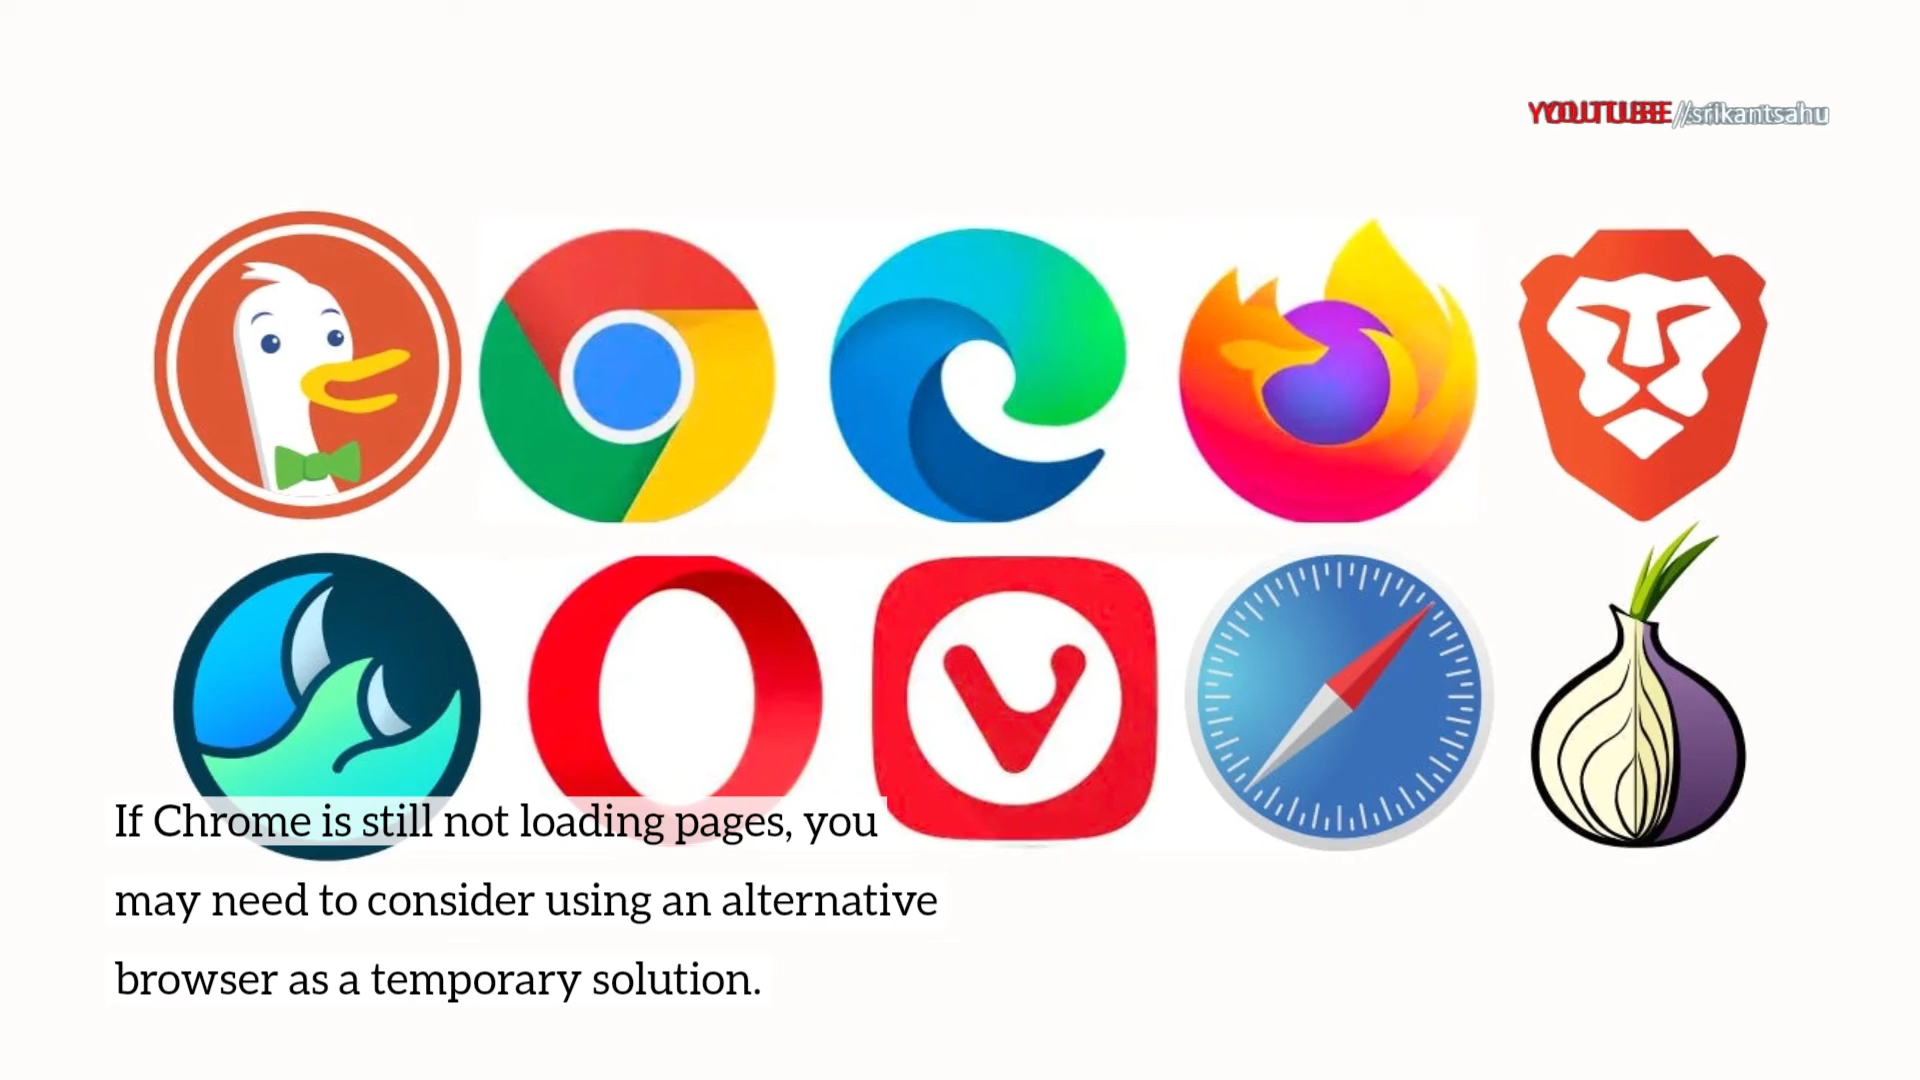 YOUTUBE//srikantsahu
If Chrome is still not loading pages, you
may need to consider using an alternative
browser as a temporary solution.